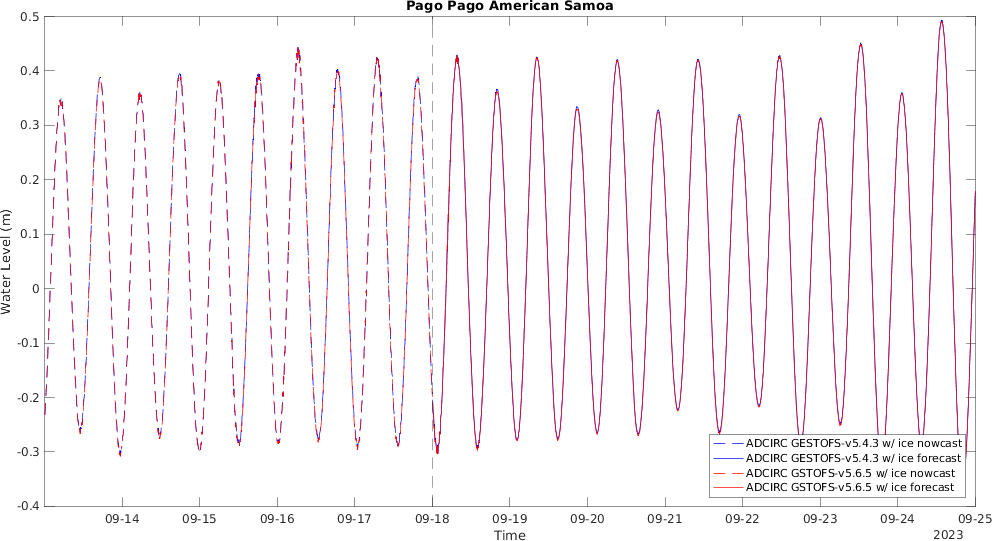 Pago Pago American Samoa
0.5
0.4
0.3
0.2
0.1
0
-0.1
-0.2
-0.3
-0.4
Water Level (m)
ADCIRC GESTOFS-v5.4.3 w/ ice nowcast
ADCIRC GESTOFS-v5.4.3 w/ ice forecast
ADCIRC GSTOFS-v5.6.5 w/ ice nowcast
ADCIRC GSTOFS-v5.6.5 w/ ice forecast
09-14 09-15 09-16 09-17 09-18 09-19 09-20 09-21 09-22 09-23 09-24 09-25
Time
2023